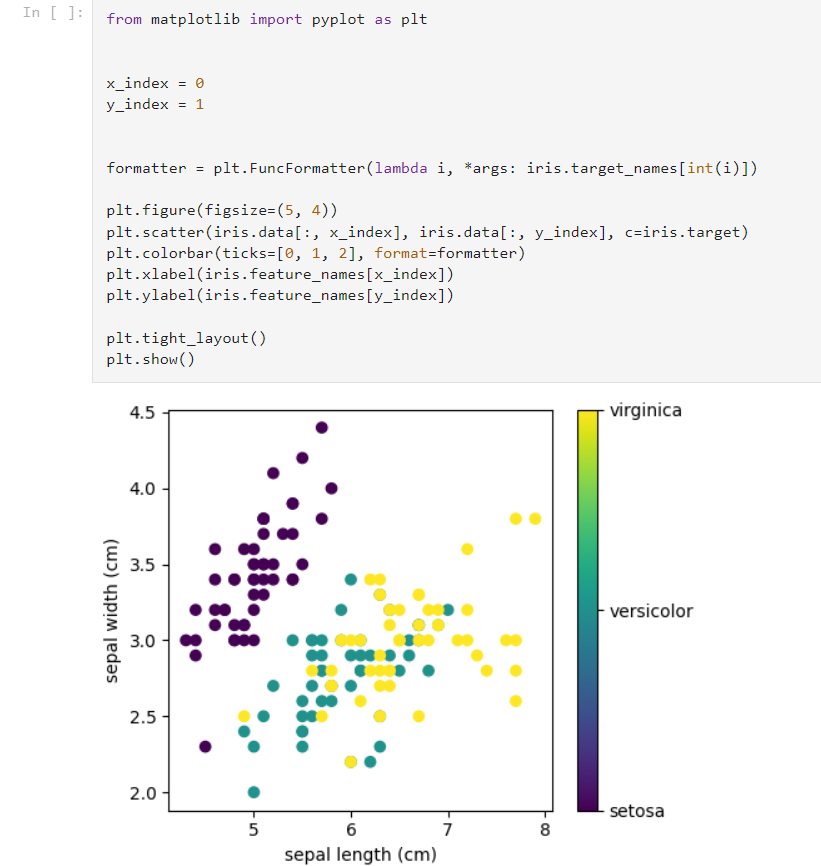 In [ ]:
from matplotlib import pyplot as plt
x_index = 0
y_index = 1
formatter = plt.FuncFormatter(lambda i, *args: iris.target_names[int(i)])
plt.figure(figsize=(5, 4))
plt.scatter(iris.data[:, x_index], iris.data[:, y_index], c=iris.target)
plt.colorbar(ticks=[0, 1, 2], format=formatter)
plt.xlabel(iris.feature_names[x_index])
plt.ylabel(iris.feature_names[y_index])
plt.tight_layout()
plt.show()
4.5
4.0
3.5
3.0
2.5
2.0
sepal width (cm)
5 6 7 8
sepal length (cm)
virginica
versicolor
setosa